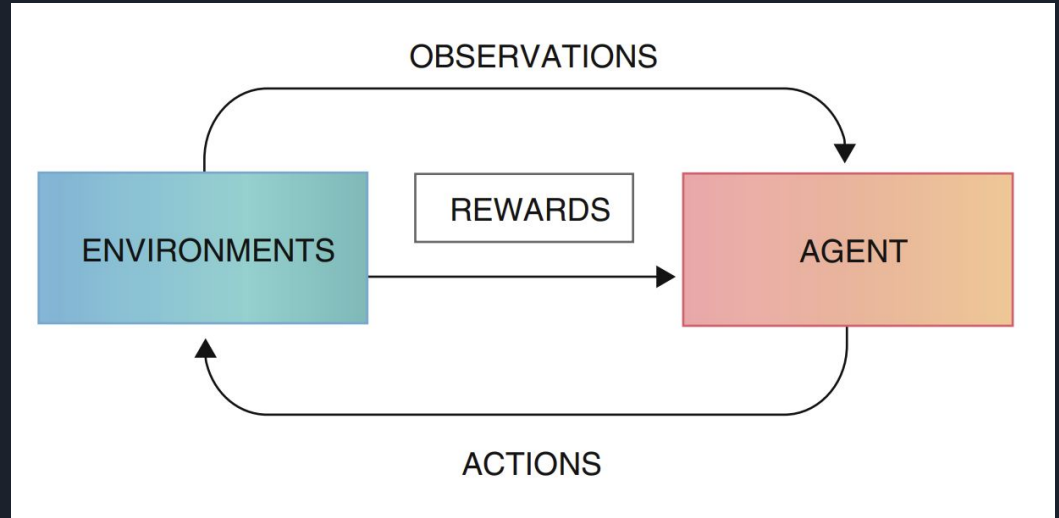 OBSERVATIONS
REWARDS
ENVIRONMENTS
AGENT
ACTIONS